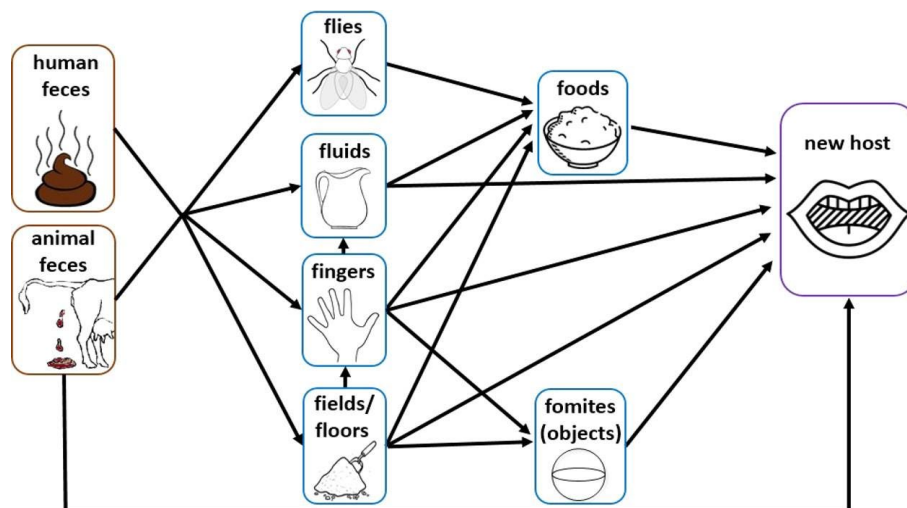 human
feces
animal
feces
flies
fluids
fingers
fields/
floors
foods
fomites
(objects)
new host